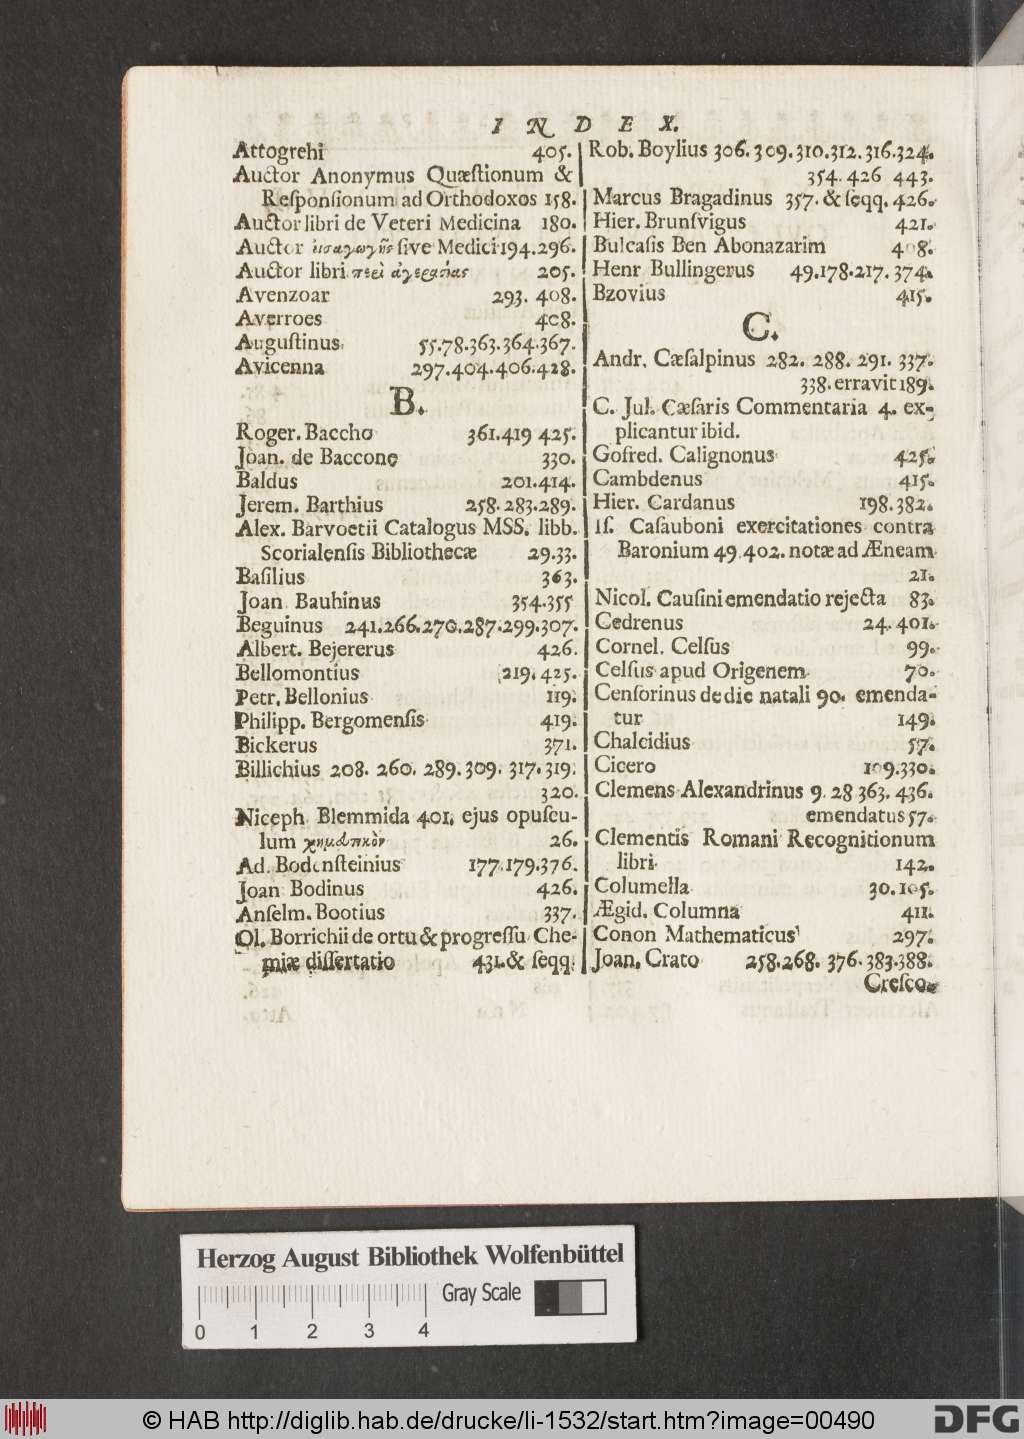 INDEX.
Attogrehi 405.
Auctor Anonymus Quæſtionum &
Reſponſionum ad Orthodoxos 158.
Auctor libri de Veteri Medicina 180.
Auctor εἰσαγωγῆς ſive Medici 194.296.
Auctor libri περὶ ἀγεραςίας 205.
Avenzoar 293. 408.
Averroes 408.
Auguſtinus 55.78.363.364.367.
Avicenna 297.404.406.428.
B.
Roger. Baccho 361.419 425.
Joan. de Baccone 330.
Baldus 201.414.
Jerem. Barthius 258.283.289.
Alex. Barvoetii Catalogus MSS. libb.
Scorialenſis Bibliothecæ 29.33.
Baſilius 363.
Joan Bauhinus 354.355
Beguinus 241.266.270.287.299.307.
Albert. Bejererus 426.
Bellomontius 219. 425.
Petr. Bellonius 119.
Philipp. Bergomenſis 419.
Bickerus 371.
Billichius 208. 260. 289.309. 317.319.
320.
Niceph Blemmida 401. ejus opuſcu-
lum 26.
Ad. Bodenſteinius 177.179.376.
Joan Bodinus 426.
Anſelm. Bootius 337.
Ol. Borrichii de ortu & progreſſu Che-
miæ diſſertatio 431.& ſeqq.
Rob. Boylius 306.309.310.312.316.324.
354. 426 443.
Marcus Bragadinus 357. & ſeqq. 426.
Hier. Brunſvigus 421.
Bulcaſis Ben Abonazarim 408.
Henr Bullingerus 49.178.217. 374.
Bzovius 415.
C.
Andr. Cæſalpinus 282. 288. 291. 337.
338. erravit 189.
C. Jul. Cæſaris Commentaria 4. ex-
plicantur ibid.
Gofred. Calignonus 425.
Cambdenus 415.
Hier. Cardanus 198.382.
Iſ. Caſauboni exercitationes contra
Baronium 49.402. notæ ad Æneam
21.
Nicol. Cauſini emendatio rejecta 83.
Cedrenus 24. 401.
Cornel. Celſus 99.
Celſus apud Origenem 70.
Cenſorinus de die natali 90. emenda-
tur 149.
Chalcidius 57.
Cicero 109.330.
Clemens Alexandrinus 9. 28 363. 436.
emendatus 57.
Clementis Romani Recognitionum
libri 142.
Columella 30.105.
Ægid. Columna 411.
Conon Mathematicus 297.
Joan. Crato 258.268. 376.383.388.
Creſco-
Herzog August Bibliothek Wolfenbüttel
Gray Scale
0 1 2 3 4
© HAB http://diglib.hab.de/drucke/li-1532/start.htm?image=00490
DFG